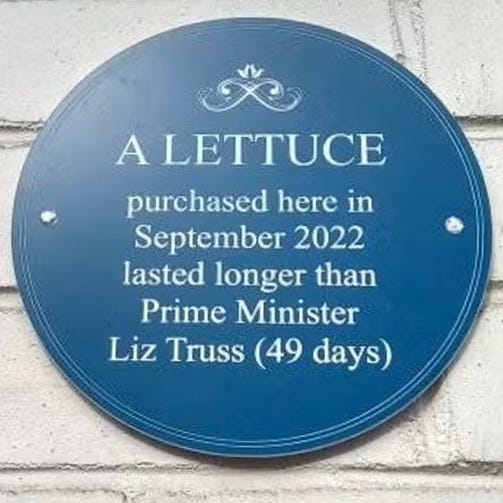 A LETTUCE
purchased here in
September 2022
lasted longer than
Prime Minister
Liz Truss (49 days)